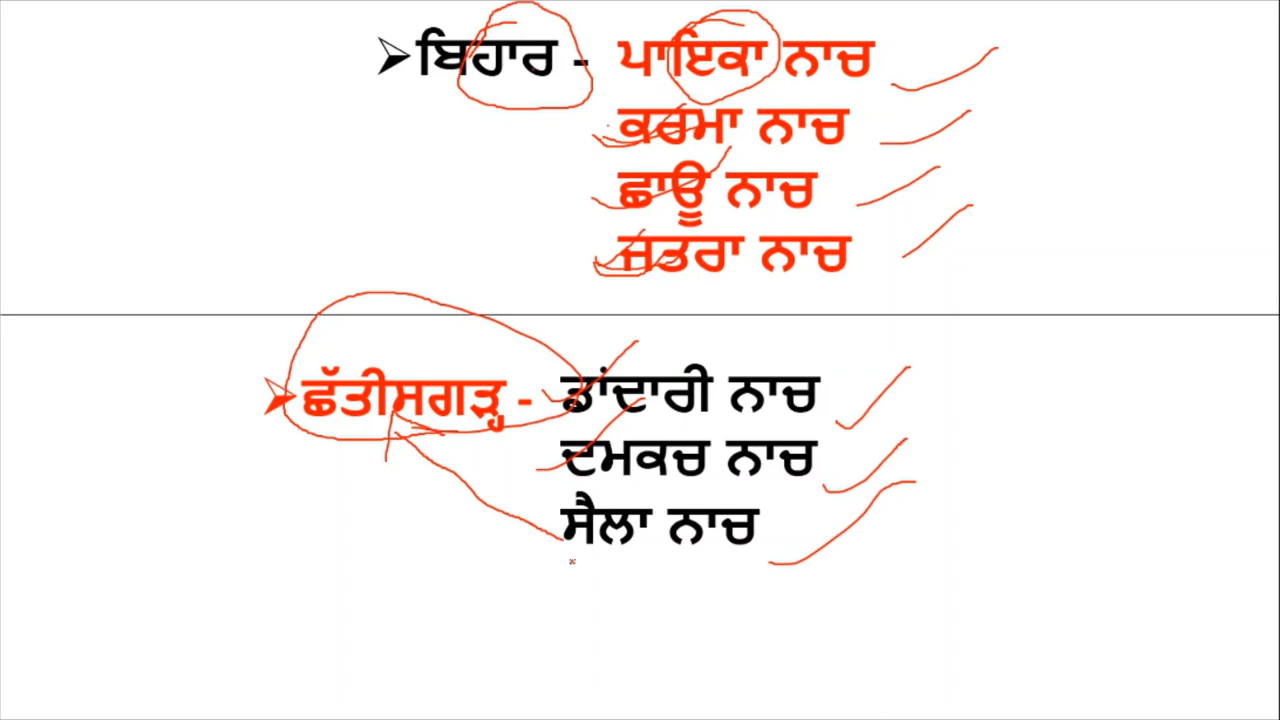 ➢ਬਿਹਾਰ - ਪਾਇਕਾ ਨਾਚ
ਕਰਮਾ ਨਾਚ
ਛਾਊ ਨਾਚ
ਜਤਰਾ ਨਾਚ
➢ਛੱਤੀਸਗੜ੍ਹ - ਡਾਂਦਾਰੀ ਨਾਚ
ਦਮਕਚ ਨਾਚ
ਸੈਲਾ ਨਾਚ